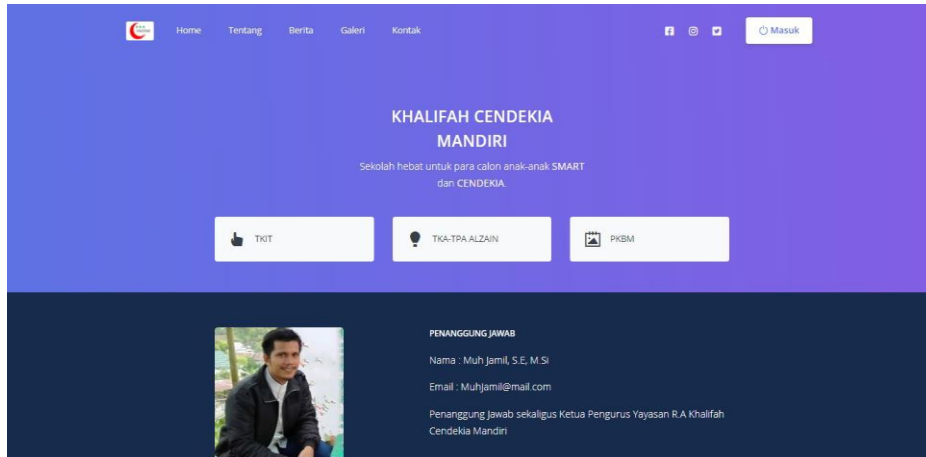 Home Tentang Berita Galeri Kontak Masuk
KHALIFAH CENDEKIA
MANDIRI
Sekolah hebat untuk para calon anak-anak SMART
dan CENDEKIA.
TKIT TKA-TPA ALZAIN PKBM
PENANGGUNG JAWAB
Nama : Muh Jamil, S.E, M.Si
Email : MuhJamil@mail.com
Penanggung Jawab sekaligus Ketua Pengurus Yayasan R.A Khalifah
Cendekia Mandiri